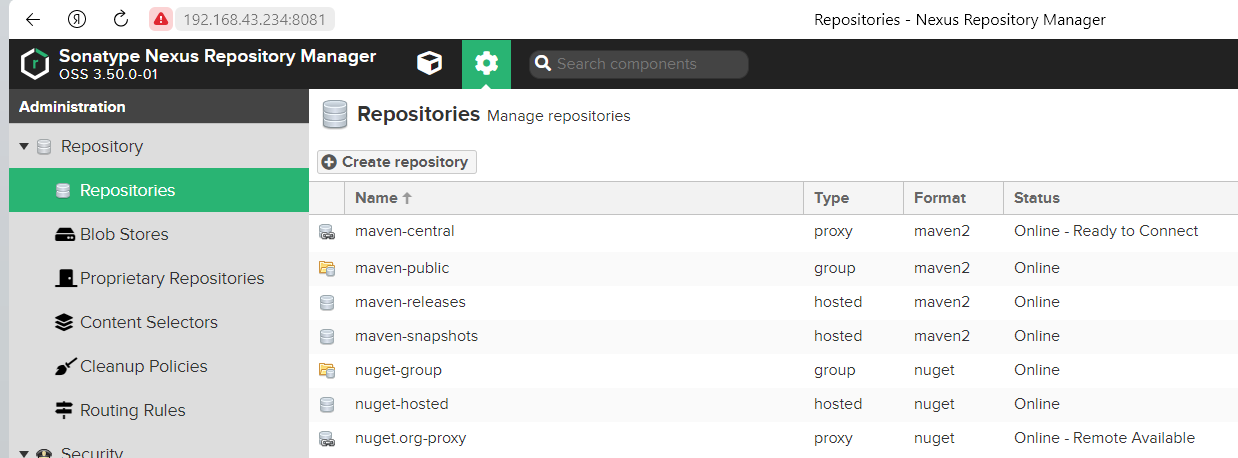 192.168.43.234:8081 Repositories - Nexus Repository Manager
Sonatype Nexus Repository Manager
OSS 3.50.0-01
Search components
Administration
Repository
Repositories
Blob Stores
Proprietary Repositories
Content Selectors
Cleanup Policies
Routing Rules
Security
Repositories Manage repositories
Create repository
Name Type Format Status
maven-central proxy maven2 Online - Ready to Connect
maven-public group maven2 Online
maven-releases hosted maven2 Online
maven-snapshots hosted maven2 Online
nuget-group group nuget Online
nuget-hosted hosted nuget Online
nuget.org-proxy proxy nuget Online - Remote Available